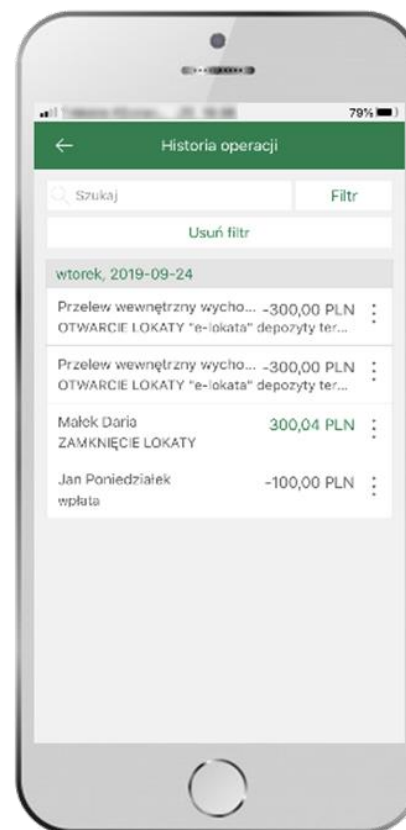 79%
Historia operacji
Szukaj
Filtr
Usuń filtr
wtorek, 2019-09-24
Przelew wewnętrzny wycho... -300,00 PLN
OTWARCIE LOKATY "e-lokata" depozyty ter...
Przelew wewnętrzny wycho... -300,00 PLN
OTWARCIE LOKATY "e-lokata" depozyty ter...
Małek Daria 300,04 PLN
ZAMKNIĘCIE LOKATY
Jan Poniedziałek -100,00 PLN
wpłata